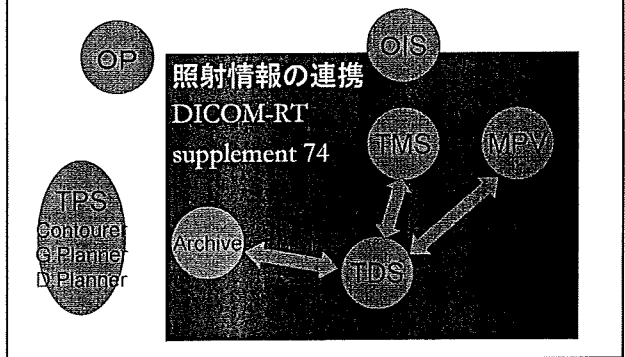 OP
OIS
照射情報の連携
DICOM-RT
supplement 74
TMS
MPV
TPS
Contourer
G.Planner
D.Planner
Archive
TDS